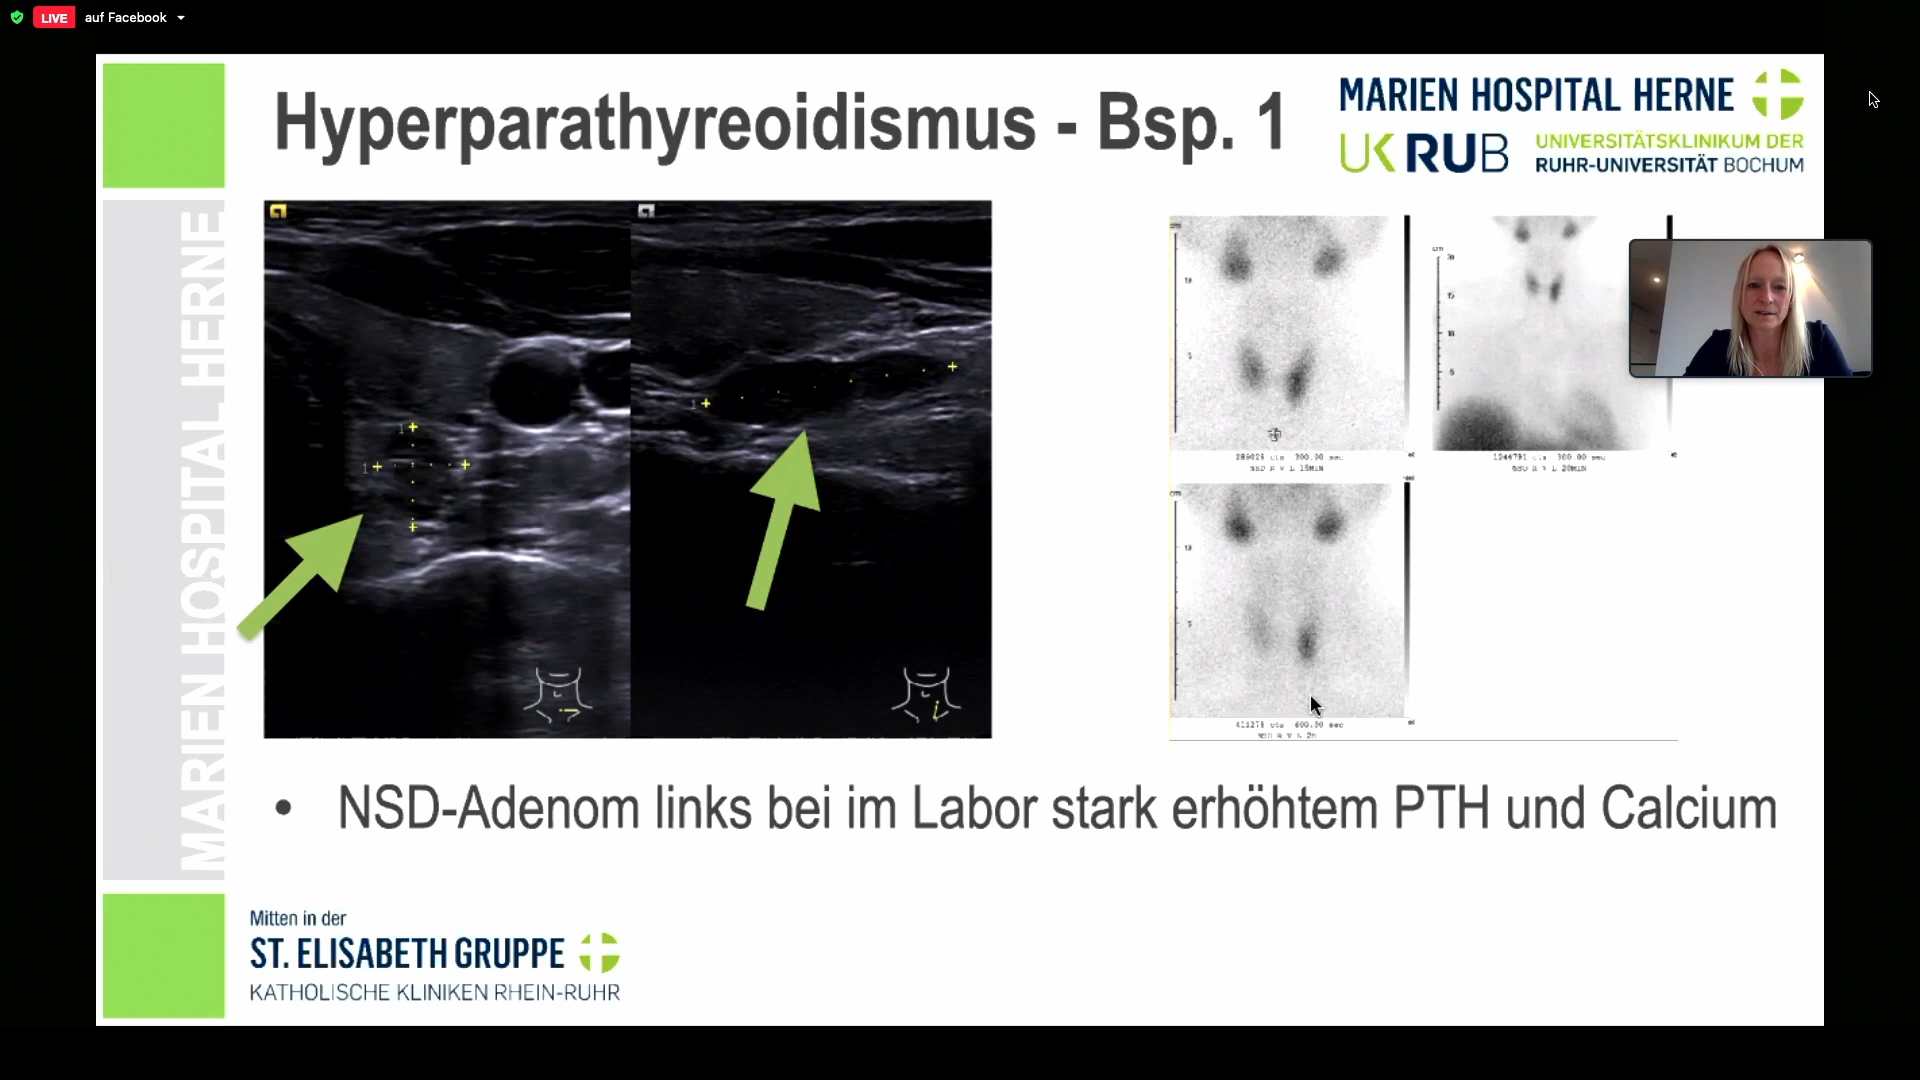 LIVE auf Facebook
Hyperparathyreoidismus - Bsp. 1
MARIEN HOSPITAL HERNE
UK RUB
UNIVERSITÄTSKLINIKUM DER
RUHR-UNIVERSITÄT BOCHUM
MARIEN HOSPITAL HERNE
• NSD-Adenom links bei im Labor stark erhöhtem PTH und Calcium
Mitten in der
ST. ELISABETH GRUPPE
KATHOLISCHE KLINIKEN RHEIN-RUHR